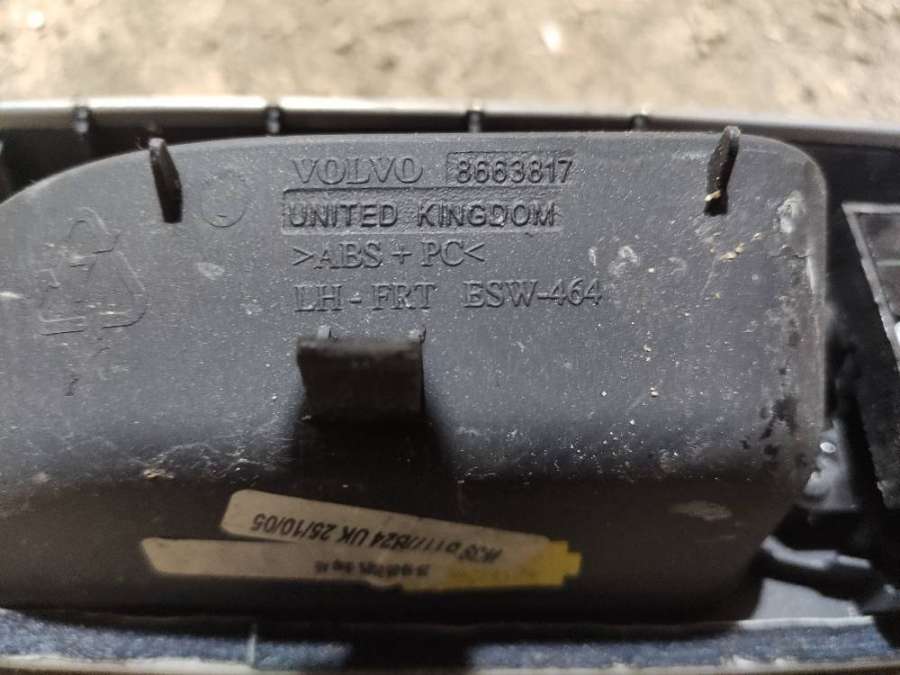 VOLVO 8663817
UNITED KINGDOM
>ABS + PC<
LH - FRT ESW-464
UK 25/10/05